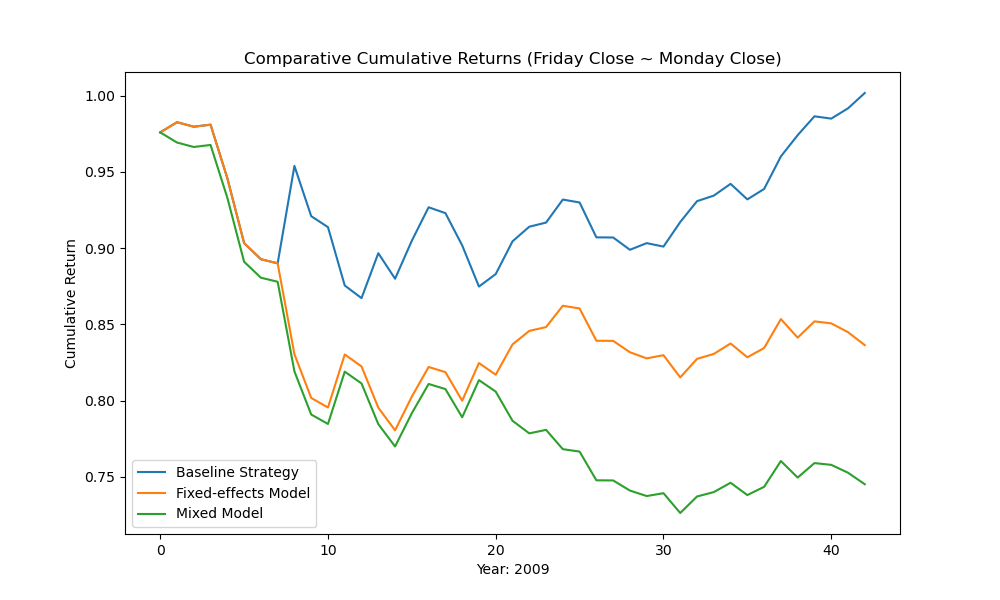 Comparative Cumulative Returns (Friday Close ~ Monday Close)
Cumulative Return
1.00
0.95
0.90
0.85
0.80
0.75
Baseline Strategy
Fixed-effects Model
Mixed Model
0
10
20
30
40
Year: 2009